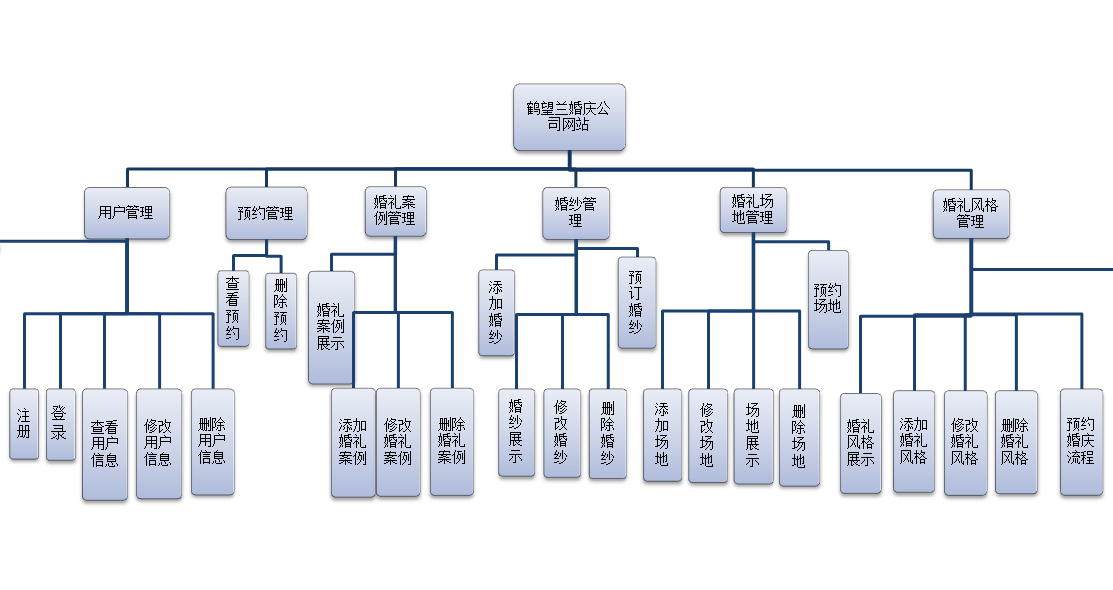 鹤望兰婚庆公
司网站
用户管理
预约管理
婚礼案
例管理
婚纱管
理
婚礼场
地管理
婚礼风格
管理
查
看
预
约
删
除
预
约
婚礼
案例
展示
添
加
婚
纱
预
订
婚
纱
预约
场地
注
册
登
录
查看
用户
信息
修改
用户
信息
删除
用户
信息
添加
婚礼
案例
修改
婚礼
案例
删除
婚礼
案例
婚
纱
展
示
修
改
婚
纱
删
除
婚
纱
添
加
场
地
修
改
场
地
场
地
展
示
删
除
场
地
婚礼
风格
展示
添加
婚礼
风格
修改
婚礼
风格
删除
婚礼
风格
预约
婚庆
流程